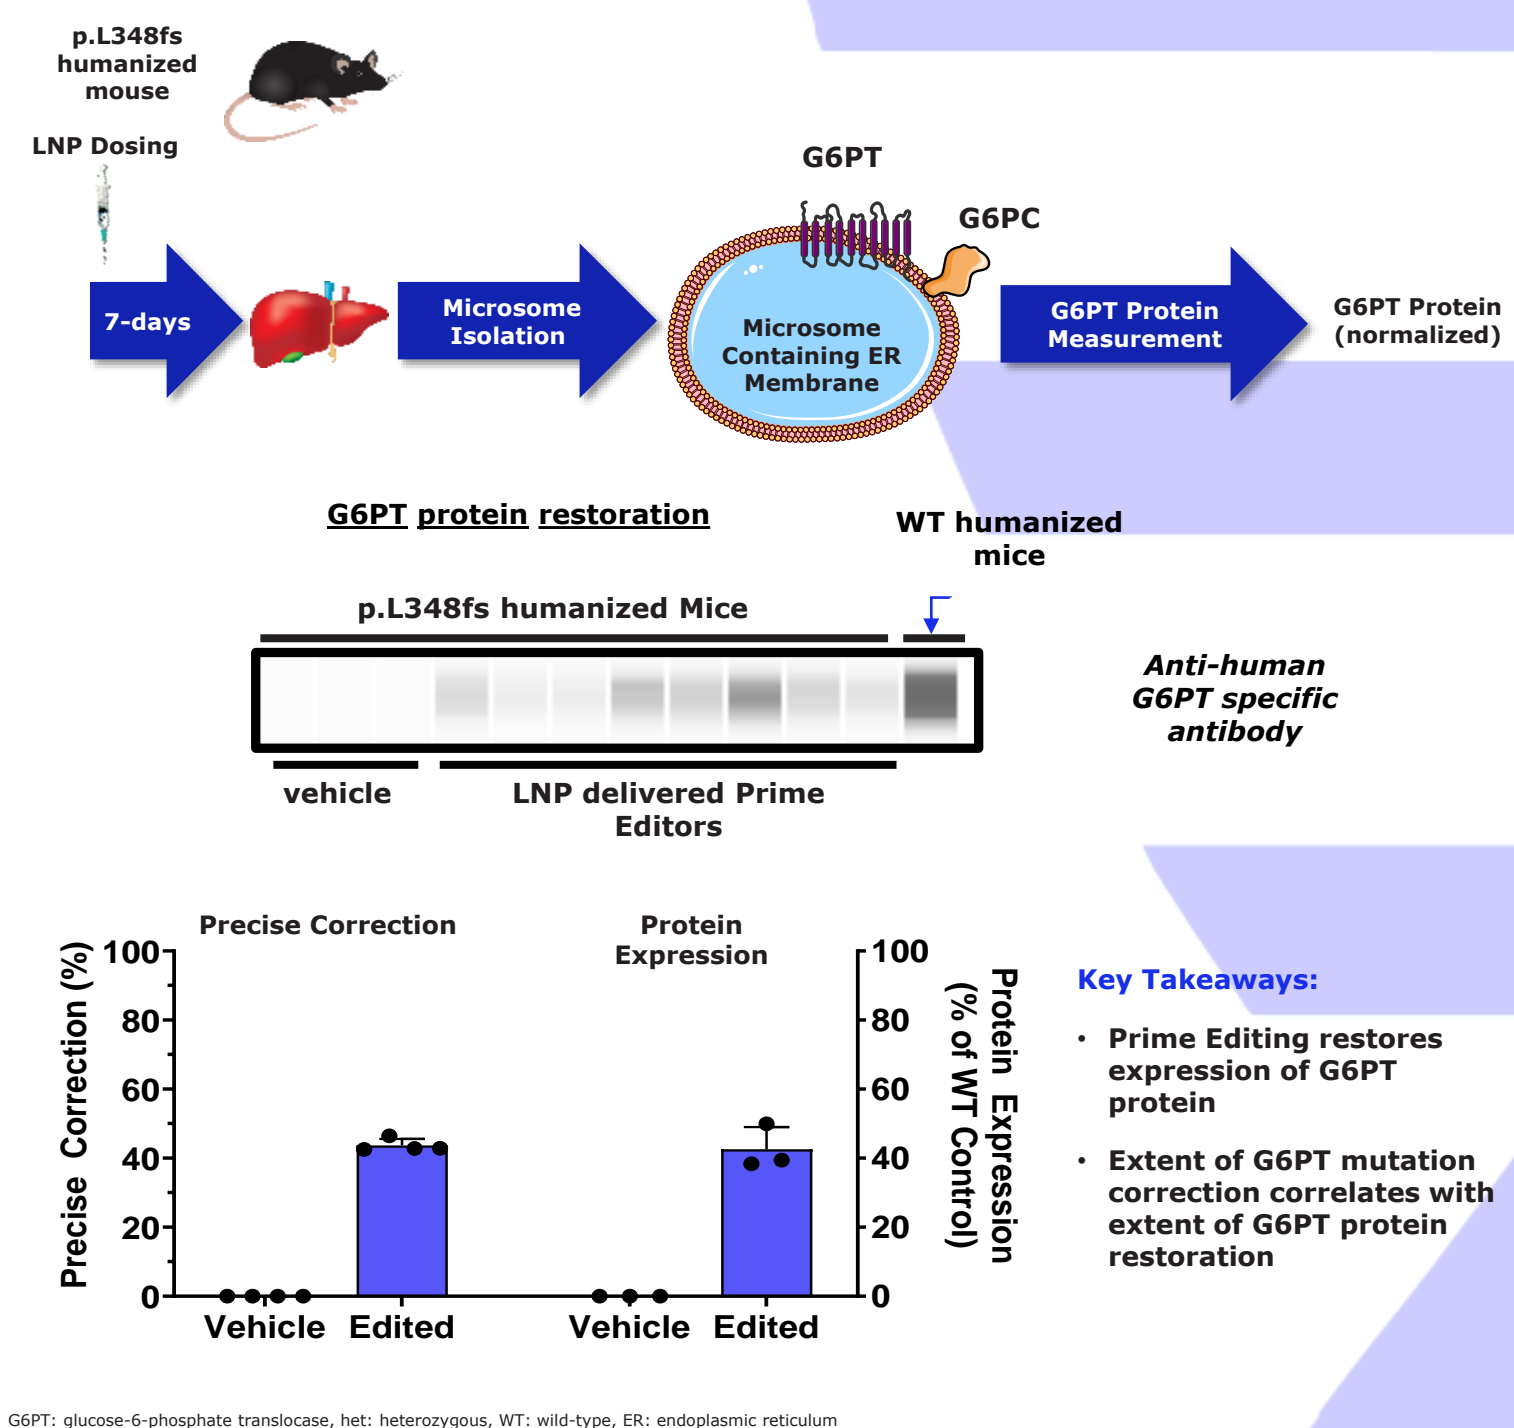 p.L348fs
humanized
mouse
LNP Dosing
7-days
Microsome
Isolation
G6PT
G6PC
Microsome
Containing ER
Membrane
G6PT Protein
Measurement
G6PT Protein
(normalized)
G6PT protein restoration
WT humanized
mice
p.L348fs humanized Mice
Anti-human
G6PT specific
antibody
vehicle
LNP delivered Prime
Editors
Precise Correction
Precise Correction (%)
100
80
60
40
20
0
Vehicle
Edited
Protein
Expression
Vehicle
Edited
100
80
60
40
20
0
Protein Expression
(% of WT Control)
Key Takeaways:
• Prime Editing restores
expression of G6PT
protein
• Extent of G6PT mutation
correction correlates with
extent of G6PT protein
restoration
G6PT: glucose-6-phosphate translocase, het: heterozygous, WT: wild-type, ER: endoplasmic reticulum